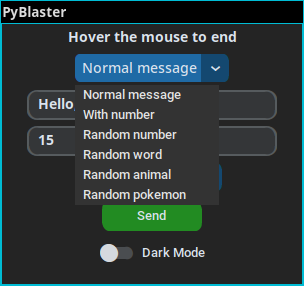 PyBlaster
Hover the mouse to end
Normal message
Hello,
Normal message
With number
15
Random number
Random word
Random animal
Random pokemon
Send
Dark Mode